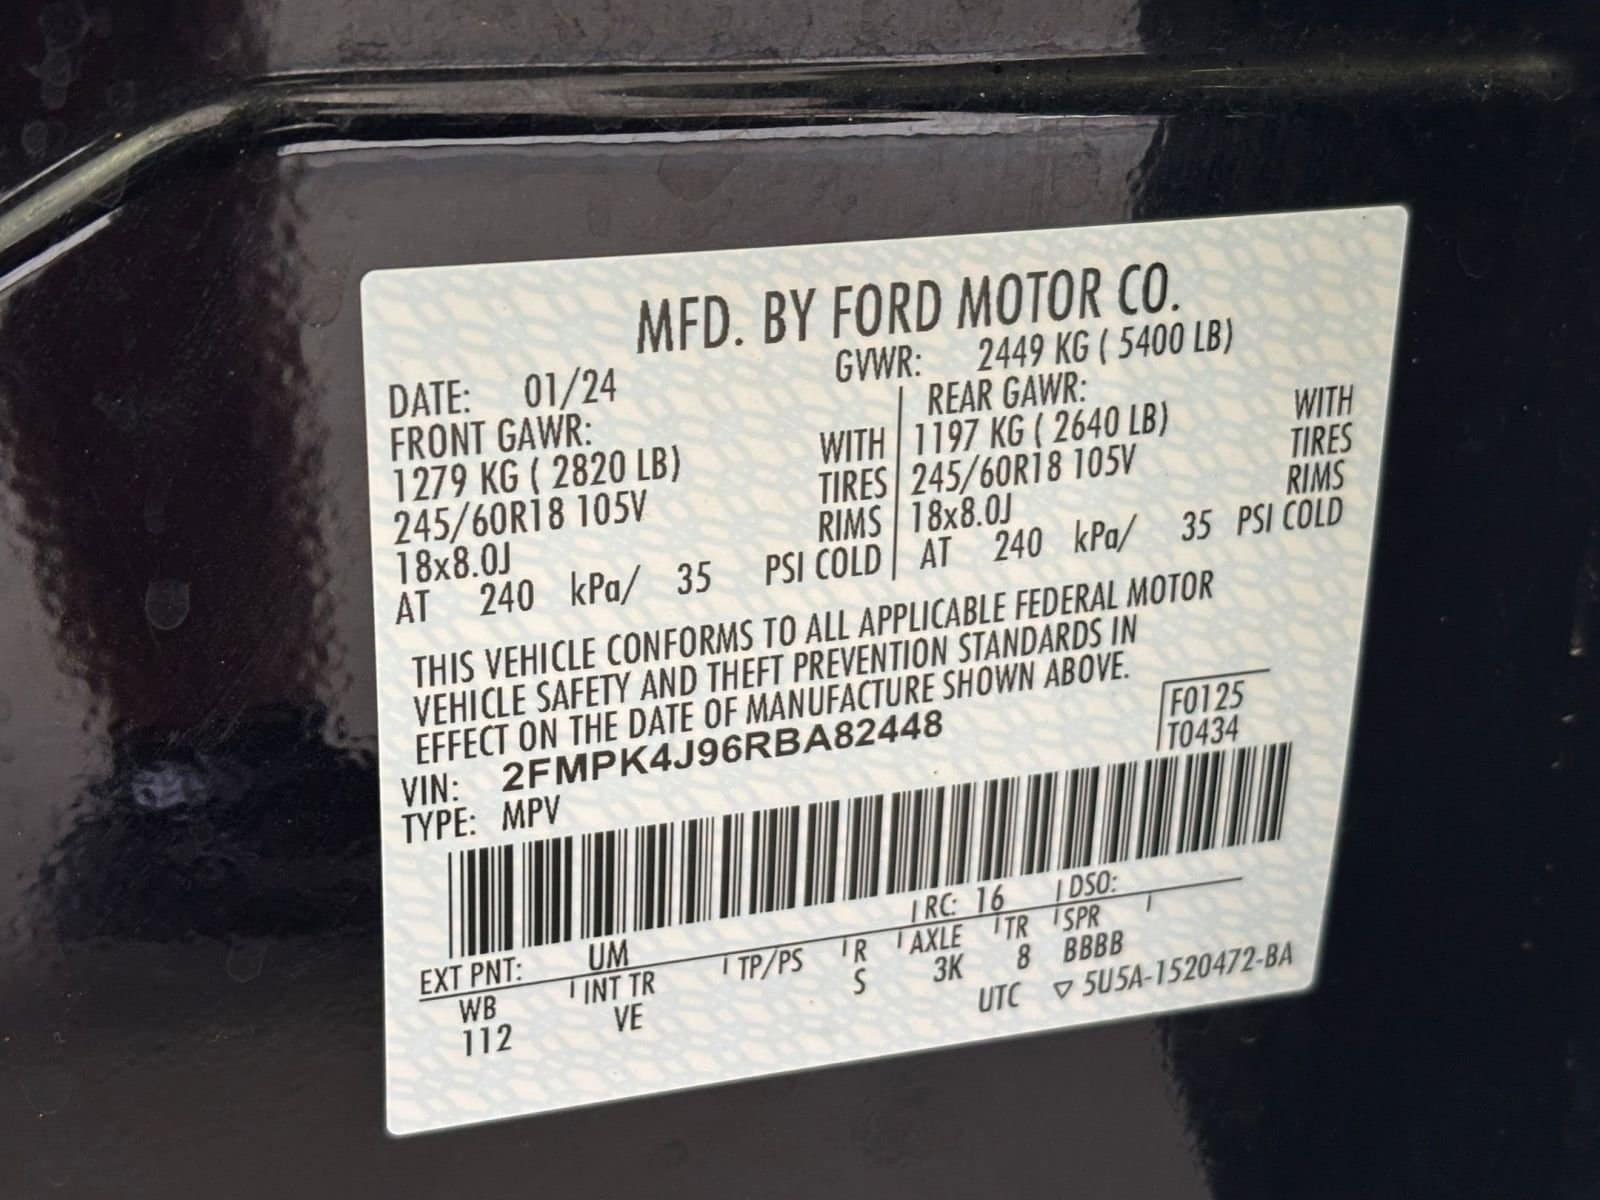 MFD. BY FORD MOTOR CO.
DATE: 01/24 GVWR: 2449 KG ( 5400 LB)
FRONT GAWR: REAR GAWR:
1279 KG ( 2820 LB) WITH 1197 KG ( 2640 LB) WITH
245/60R18 105V TIRES 245/60R18 105V TIRES
18x8.0J RIMS 18x8.0J RIMS
AT 240 kPa/ 35 PSI COLD AT 240 kPa/ 35 PSI COLD
THIS VEHICLE CONFORMS TO ALL APPLICABLE FEDERAL MOTOR
VEHICLE SAFETY AND THEFT PREVENTION STANDARDS IN
EFFECT ON THE DATE OF MANUFACTURE SHOWN ABOVE.
VIN: 2FMPK4J96RBA82448 F0125
TYPE: MPV T0434
EXT PNT: UM RC: 16 DSO:
WB INT TR TP/PS R AXLE TR SPR
112 VE S 3K 8 BBBB
UTC ▽ 5U5A-1520472-BA